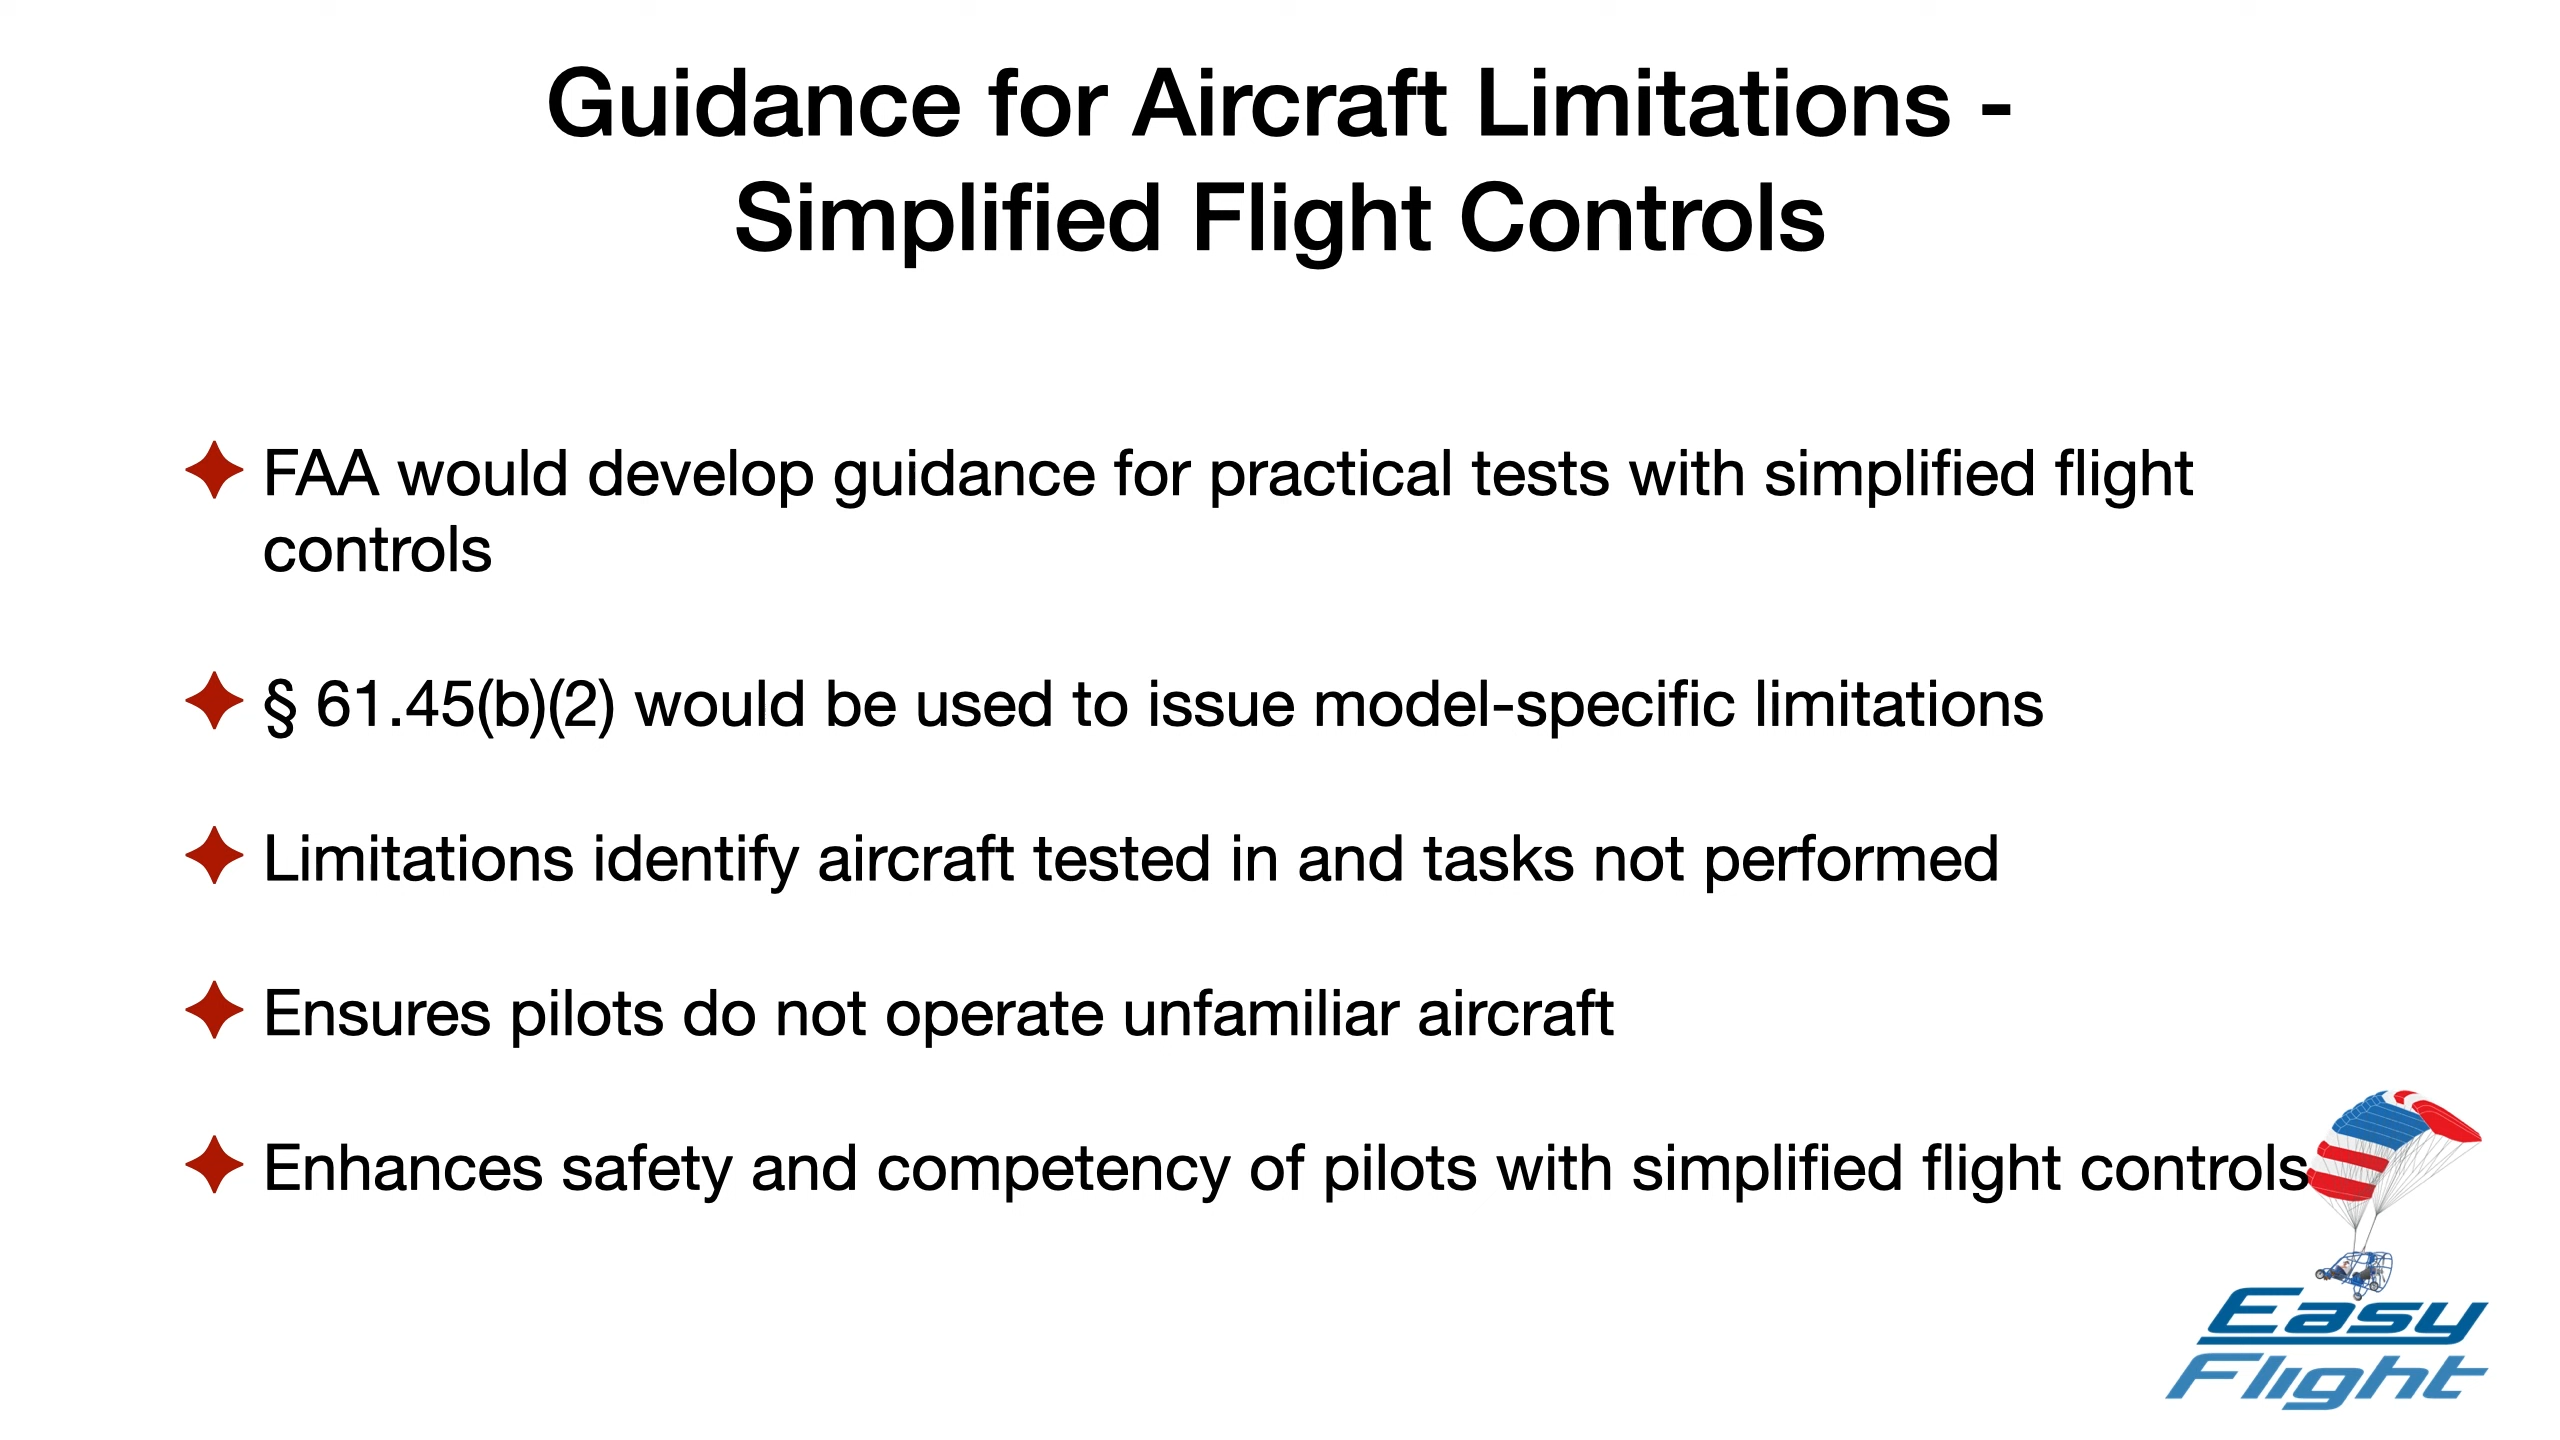 Guidance for Aircraft Limitations -
Simplified Flight Controls
FAA would develop guidance for practical tests with simplified flight
controls
§ 61.45(b)(2) would be used to issue model-specific limitations
Limitations identify aircraft tested in and tasks not performed
Ensures pilots do not operate unfamiliar aircraft
Enhances safety and competency of pilots with simplified flight controls
Easy
Flight